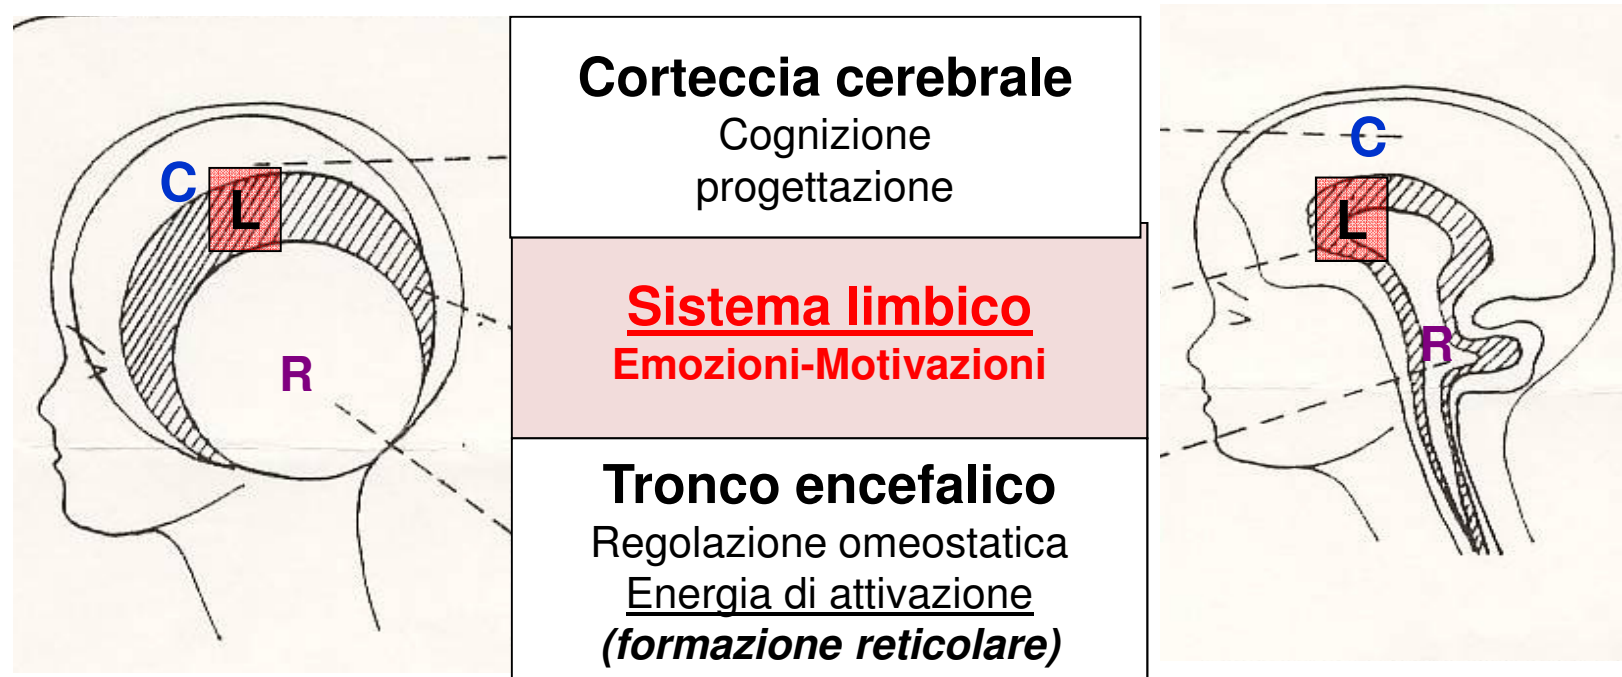 Corteccia cerebrale
Cognizione
progettazione
Sistema limbico
Emozioni-Motivazioni
Tronco encefalico
Regolazione omeostatica
Energia di attivazione
(formazione reticolare)
C
L
R
C
L
R